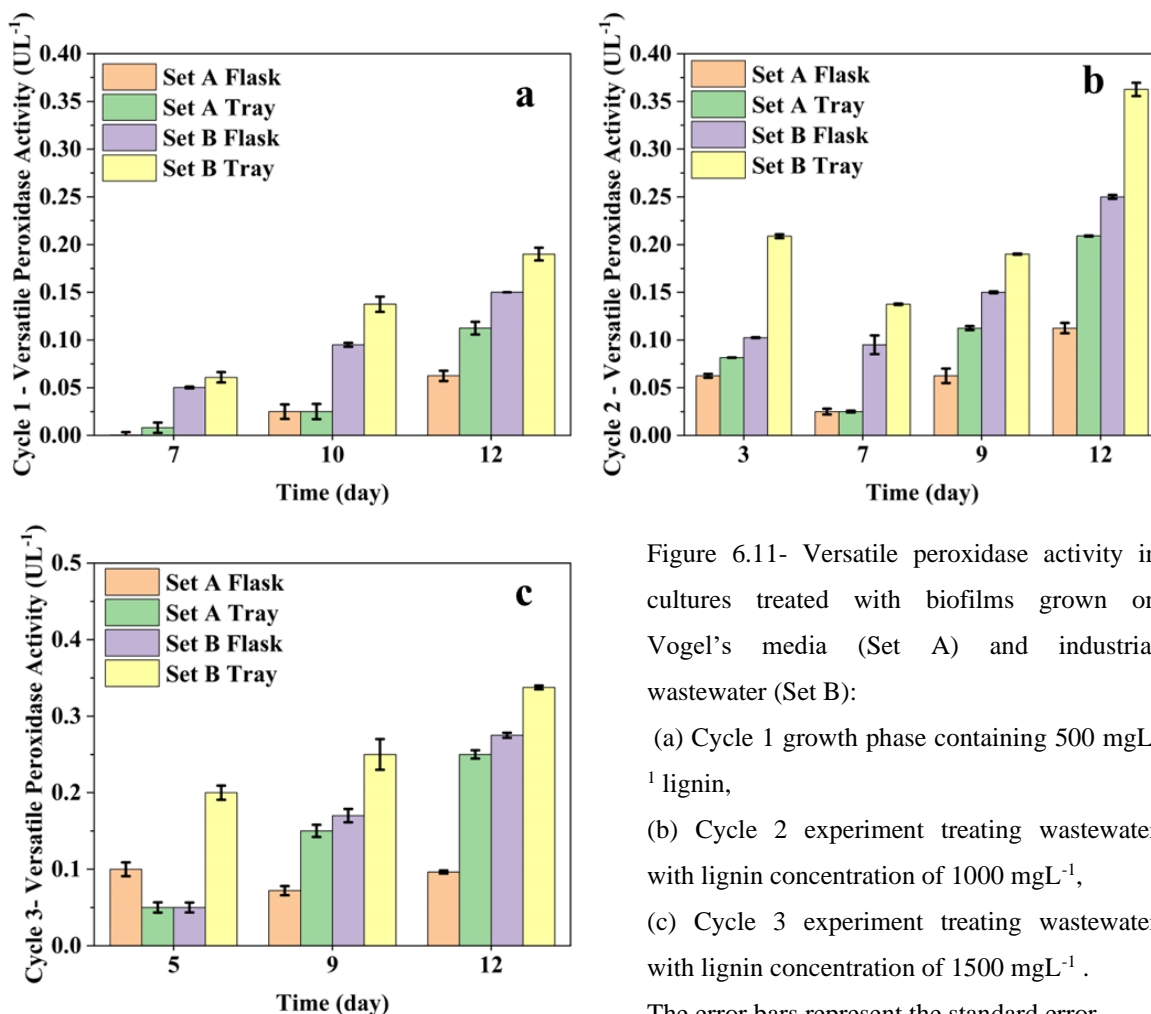 Cycle 1 - Versatile Peroxidase Activity (UL-1)
0.40
0.35
0.30
0.25
0.20
0.15
0.10
0.05
0.00
Set A Flask
Set A Tray
Set B Flask
Set B Tray
a
7 10 12
Time (day)
Cycle 2 - Versatile Peroxidase Activity (UL-1)
0.40
0.35
0.30
0.25
0.20
0.15
0.10
0.05
0.00
Set A Flask
Set A Tray
Set B Flask
Set B Tray
b
3 7 9 12
Time (day)
Cycle 3- Versatile Peroxidase Activity (UL-1)
0.5
0.4
0.3
0.2
0.1
0.0
Set A Flask
Set A Tray
Set B Flask
Set B Tray
c
5 9 12
Time (day)
Figure 6.11- Versatile peroxidase activity in
cultures treated with biofilms grown on
Vogel's media (Set A) and industria
wastewater (Set B):
(a) Cycle 1 growth phase containing 500 mgL
1 lignin,
(b) Cycle 2 experiment treating wastewater
with lignin concentration of 1000 mgL-1,
(c) Cycle 3 experiment treating wastewater
with lignin concentration of 1500 mgL-1 .
The error bars represent the standard error